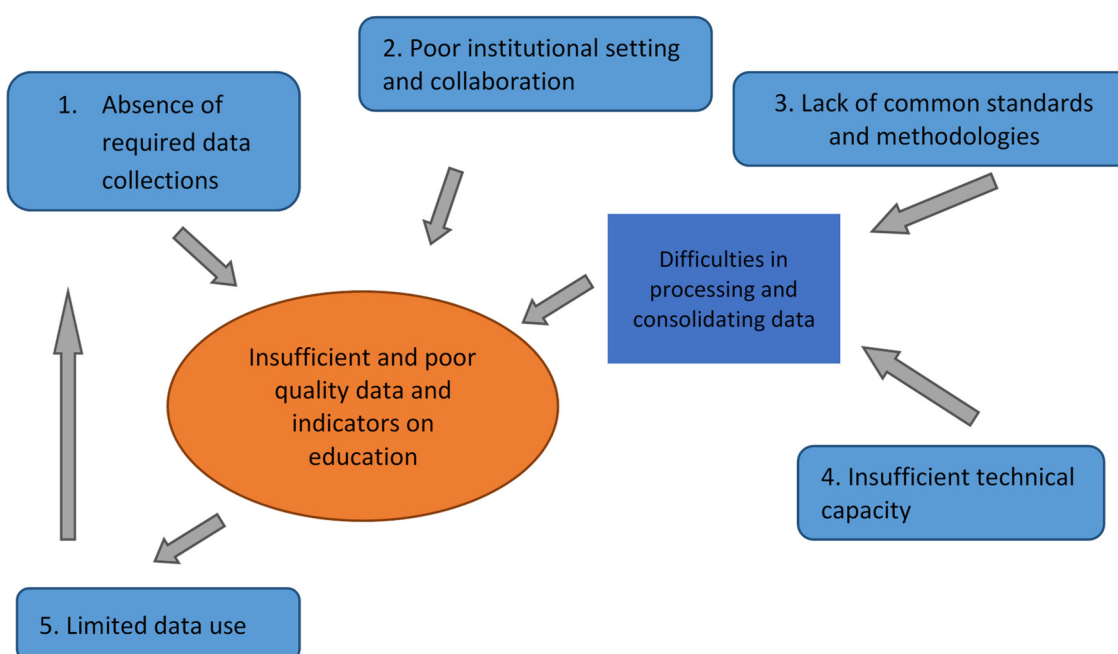 1. Absence of
required data
collections
2. Poor institutional setting
and collaboration
3. Lack of common standards
and methodologies
Difficulties in
processing and
consolidating data
Insufficient and poor
quality data and
indicators on
education
4. Insufficient technical
capacity
5. Limited data use